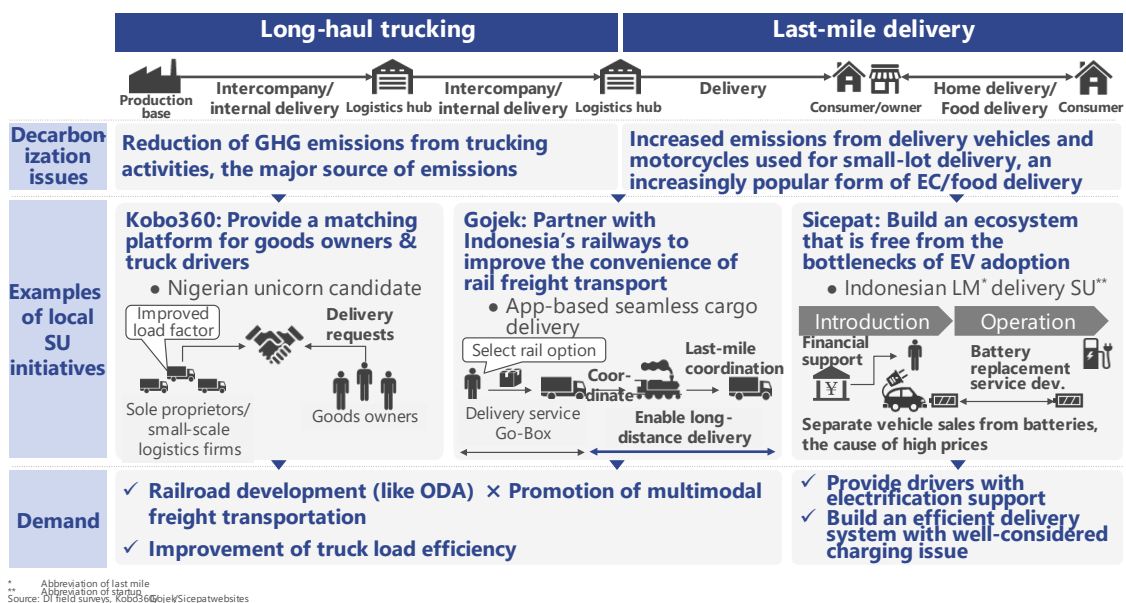 Long-haul trucking
Last-mile delivery
Production
base
Intercompany/
internal delivery
Logistics hub
Intercompany/
internal delivery
Logistics hub
Delivery
Consumer/owner
Home delivery/
Food delivery
Consumer
Decarbon-
ization
issues
Reduction of GHG emissions from trucking
activities, the major source of emissions
Increased emissions from delivery vehicles and
motorcycles used for small-lot delivery, an
increasingly popular form of EC/food delivery
Examples
of local
SU
initiatives
Kobo360: Provide a matching
platform for goods owners &
truck drivers
● Nigerian unicorn candidate
Improved
load factor
Delivery
requests
Sole proprietors/
small-scale
logistics firms
Goods owners
Gojek: Partner with
Indonesia's railways to
improve the convenience of
rail freight transport
● App-based seamless cargo
delivery
Select rail option
Coor-
dinate
Last-mile
coordination
Delivery service
Go-Box
Enable long-
distance delivery
Sicepat: Build an ecosystem
that is free from the
bottlenecks of EV adoption
● Indonesian LM* delivery SU**
Introduction
Operation
Financial
support
¥
Battery
replacement
service dev.
Separate vehicle sales from batteries,
the cause of high prices
Demand
✓ Railroad development (like ODA) × Promotion of multimodal
freight transportation
✓ Improvement of truck load efficiency
✓ Provide drivers with
electrification support
✓ Build an efficient delivery
system with well-considered
charging issue
* Abbreviation of last mile
** Abbreviation of startup
Source: DI field surveys, Kobo360/Gojek/Sicepat websites